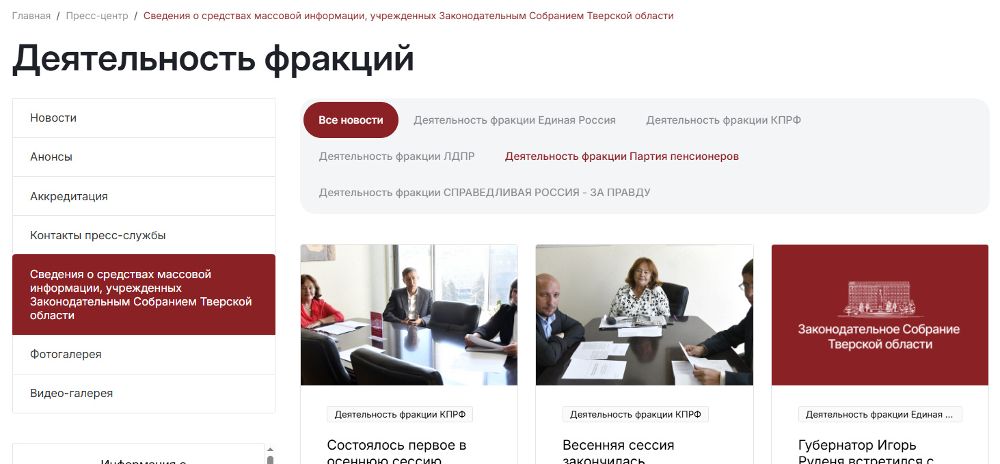 Главная / Пресс-центр / Сведения о средствах массовой информации, учрежденных Законодательным Собранием Тверской области
Деятельность фракций
Новости
Анонсы
Аккредитация
Контакты пресс-службы
Сведения о средствах массовой
информации, учрежденных
Законодательным Собранием Тверской
области
Фотогалерея
Видео-галерея
Информация о
Все новости
Деятельность фракции Единая Россия
Деятельность фракции КПРФ
Деятельность фракции ЛДПР
Деятельность фракции Партия пенсионеров
Деятельность фракции СПРАВЕДЛИВАЯ РОССИЯ - ЗА ПРАВДУ
Деятельность фракции КПРФ
Состоялось первое в
осеннюю сессию
Деятельность фракции КПРФ
Весенняя сессия
закончилась
Законодательное Собрание
Тверской области
Деятельность фракции Единая ...
Губернатор Игорь
Руденя встретился с